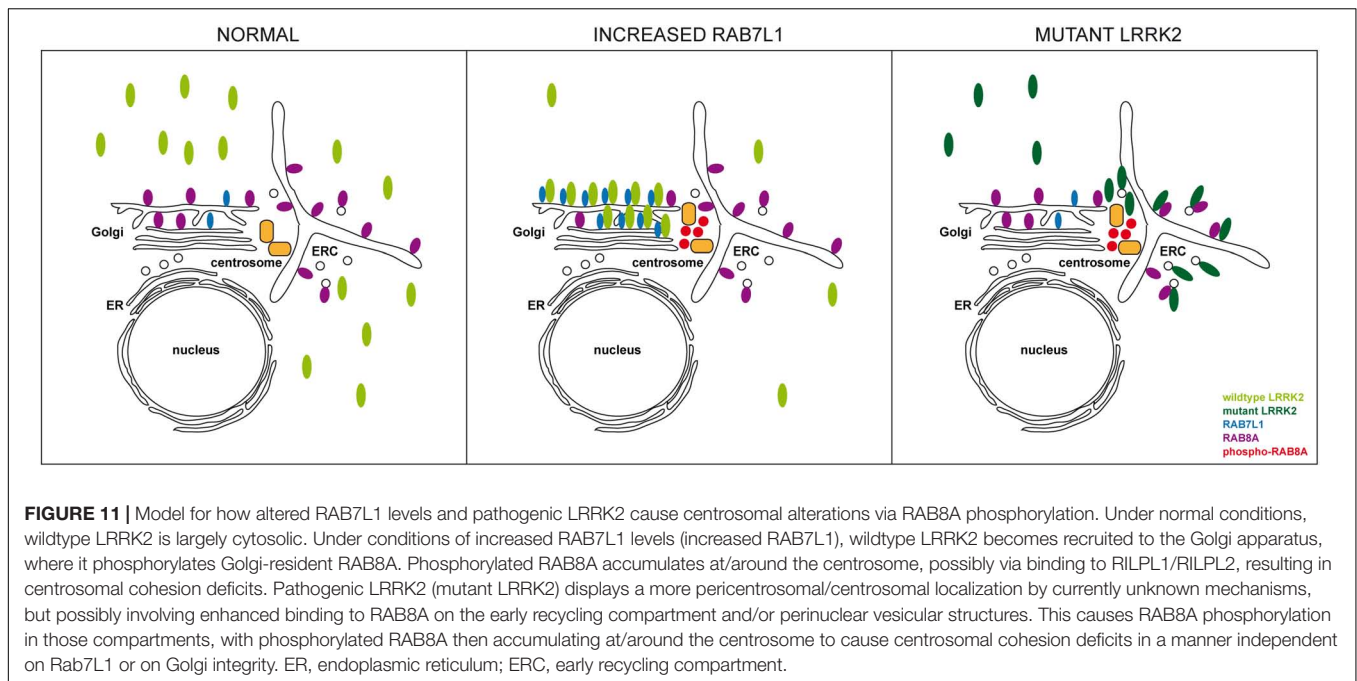 NORMAL
INCREASED RAB7L1
MUTANT LRRK2
Golgi
centrosome
ERC
ER
nucleus
Golgi
centrosome
ERC
ER
nucleus
Golgi
centrosome
ERC
ER
nucleus
wildtype LRRK2
mutant LRRK2
RAB7L1
RAB8A
phospho-RAB8A
FIGURE 11 | Model for how altered RAB7L1 levels and pathogenic LRRK2 cause centrosomal alterations via RAB8A phosphorylation. Under normal conditions,
wildtype LRRK2 is largely cytosolic. Under conditions of increased RAB7L1 levels (increased RAB7L1), wildtype LRRK2 becomes recruited to the Golgi apparatus,
where it phosphorylates Golgi-resident RAB8A. Phosphorylated RAB8A accumulates at/around the centrosome, possibly via binding to RILPL1/RILPL2, resulting in
centrosomal cohesion deficits. Pathogenic LRRK2 (mutant LRRK2) displays a more pericentrosomal/centrosomal localization by currently unknown mechanisms,
but possibly involving enhanced binding to RAB8A on the early recycling compartment and/or perinuclear vesicular structures. This causes RAB8A phosphorylation
in those compartments, with phosphorylated RAB8A then accumulating at/around the centrosome to cause centrosomal cohesion deficits in a manner independent
on Rab7L1 or on Golgi integrity. ER, endoplasmic reticulum; ERC, early recycling compartment.